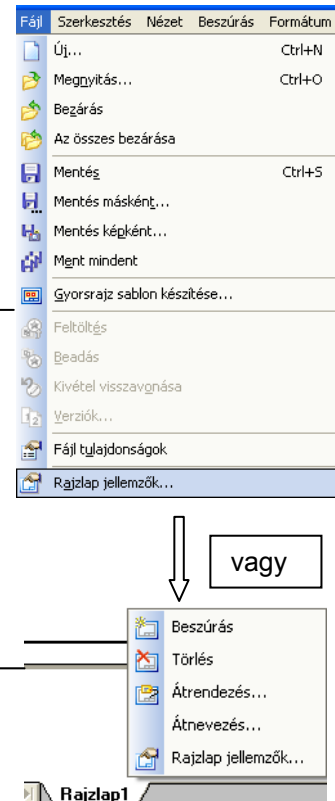 Fájl Szerkesztés Nézet Beszúrás Formátum
Új... Ctrl+N
Megnyitás... Ctrl+O
Bezárás
Az összes bezárása
Mentés Ctrl+S
Mentés másként...
Mentés képként...
Ment mindent
Gyorsrajz sablon készítése...
Feltöltés
Beadás
Kivétel visszavonása
Verziók...
Fájl tulajdonságok
Rajzlap jellemzők...
vagy
Beszúrás
Törlés
Átrendezés...
Átnevezés...
Rajzlap jellemzők...
Rajzlap1